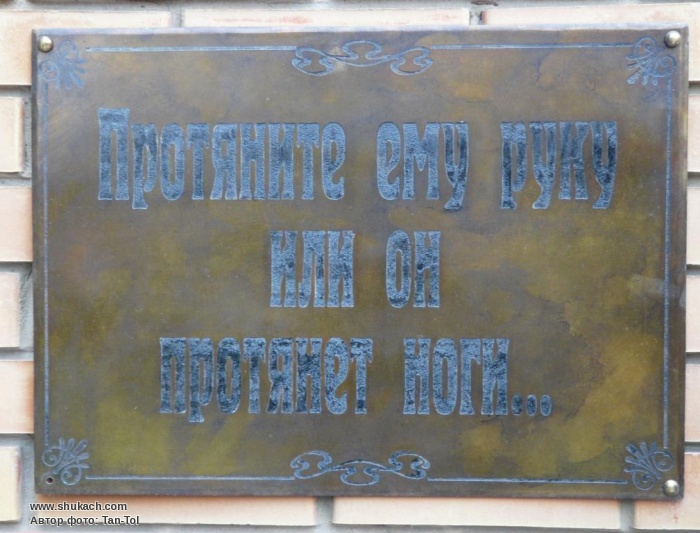 Протяните ему руку
или он
протянет ноги...
www.shukach.com
Автор фото: Tan-Tol